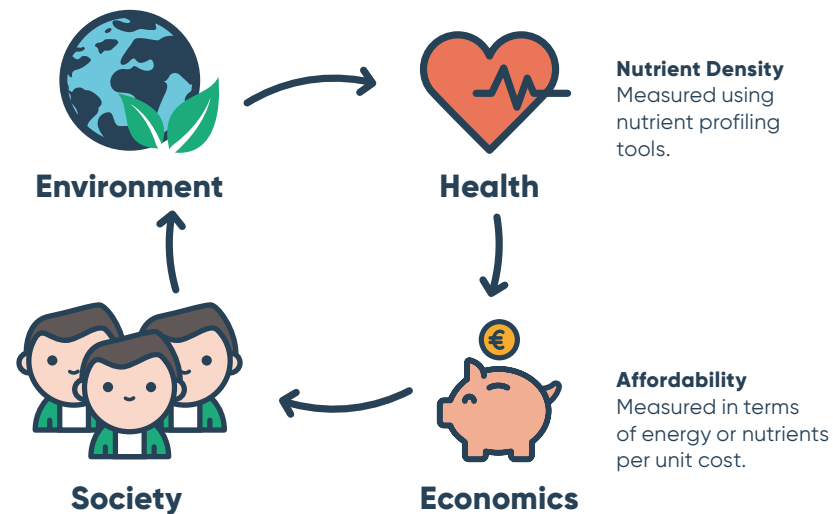 Nutrient Density
Measured using
nutrient profiling
tools.
Environment
Health
€
Affordability
Measured in terms
of energy or nutrients
per unit cost.
Society
Economics